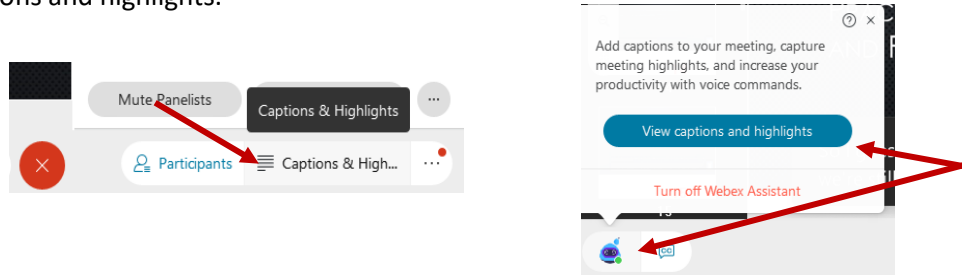 ons and highlights.
Mute Panelists
Captions & Highlights
...
Participants
Captions & High...
...
Add captions to your meeting, capture
meeting highlights, and increase your
productivity with voice commands.
View captions and highlights
Turn off Webex Assistant
CC